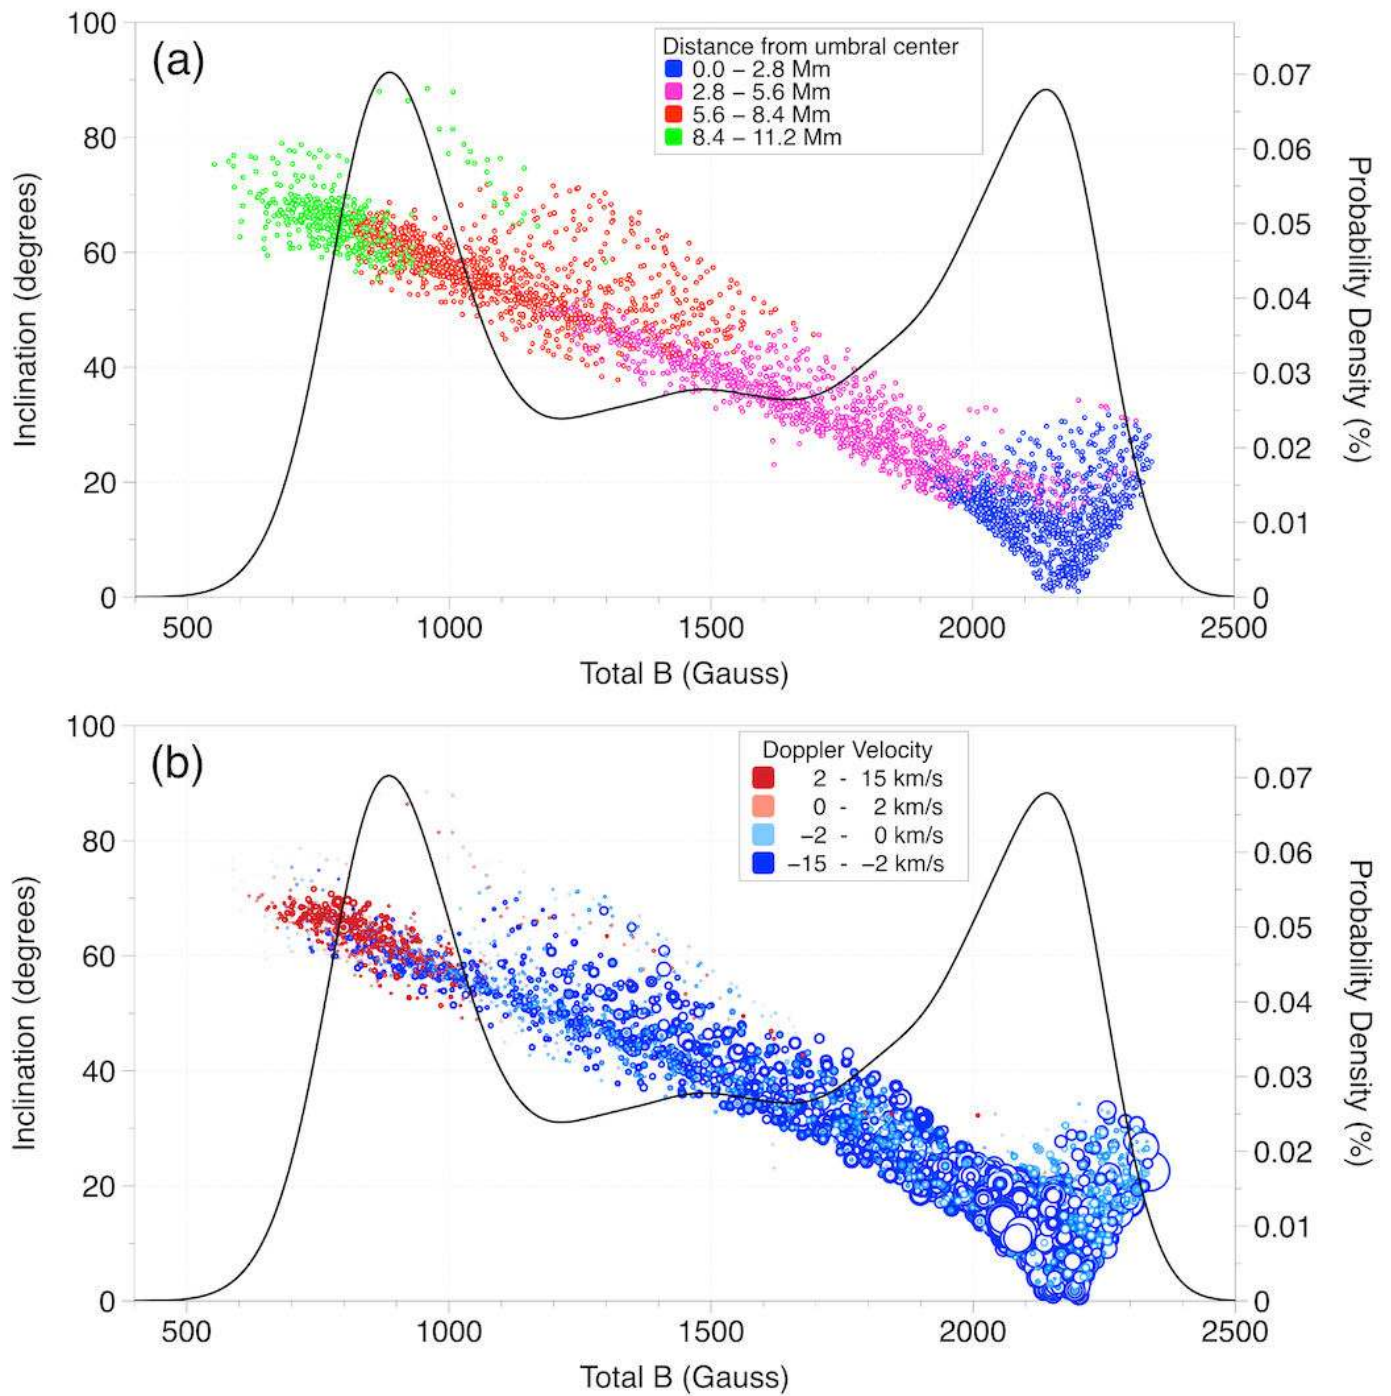 (a)
Distance from umbral center
0.0 – 2.8 Mm
2.8 – 5.6 Mm
5.6 – 8.4 Mm
8.4 – 11.2 Mm
100
80
60
40
20
0
Inclination (degrees)
0.07
0.06
0.05
0.04
0.03
0.02
0.01
0
Probability Density (%)
500 1000 1500 2000 2500
Total B (Gauss)
(b)
Doppler Velocity
2 - 15 km/s
0 - 2 km/s
−2 - 0 km/s
−15 - −2 km/s
100
80
60
40
20
0
Inclination (degrees)
0.07
0.06
0.05
0.04
0.03
0.02
0.01
0
Probability Density (%)
500 1000 1500 2000 2500
Total B (Gauss)